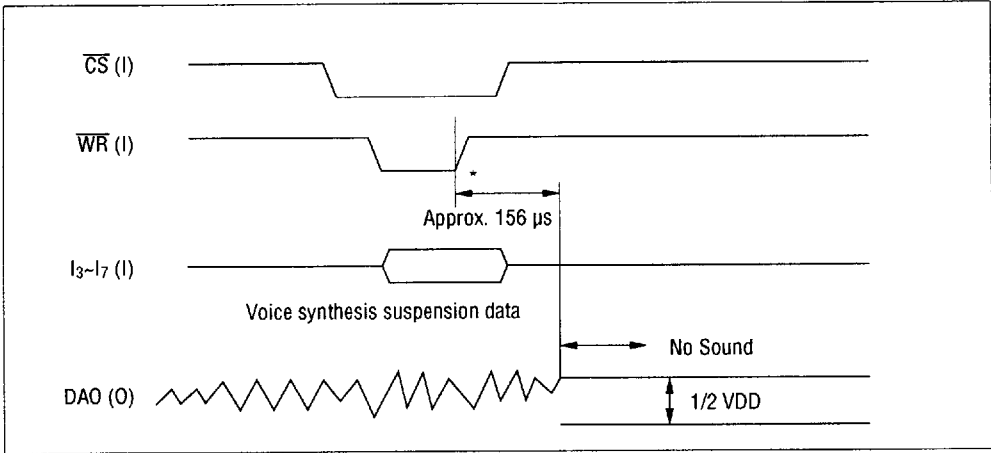 CS (I)
WR (I)
*
Approx. 156 µs
I3~I7 (I)
Voice synthesis suspension data
No Sound
DAO (O)
1/2 VDD